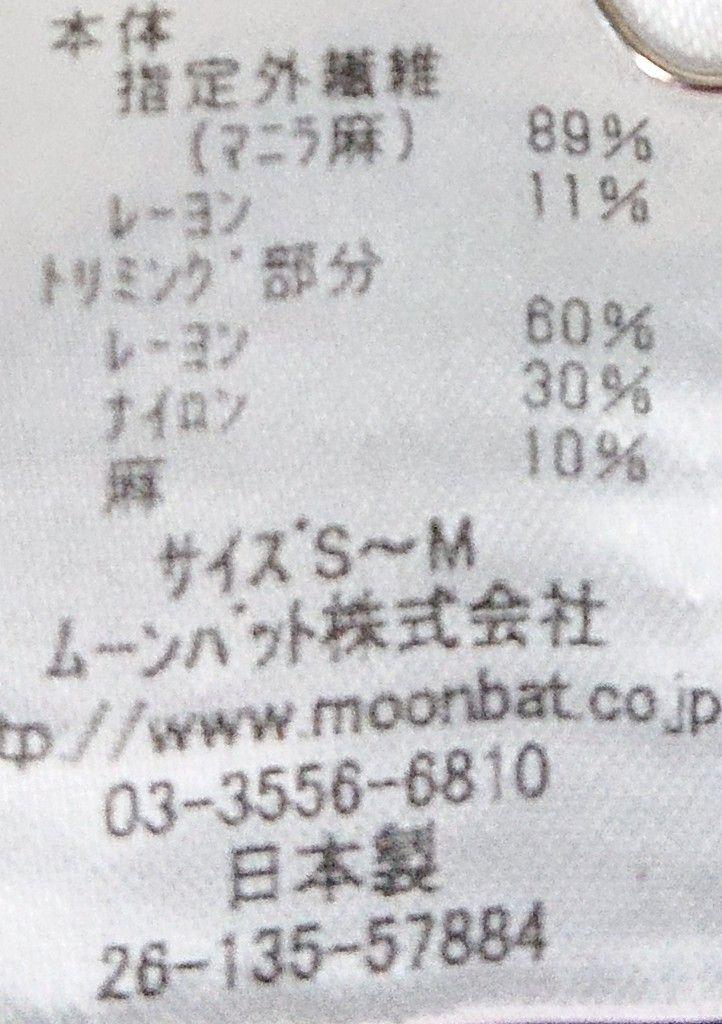 本体
指定外繊維
(マニラ麻) 89%
レーヨン 11%
トリミング部分
レーヨン 60%
ナイロン 30%
麻 10%
サイズS～M
ムーンバット株式会社
tp://www.moonbat.co.jp
03-3556-6810
日本製
26-135-57884